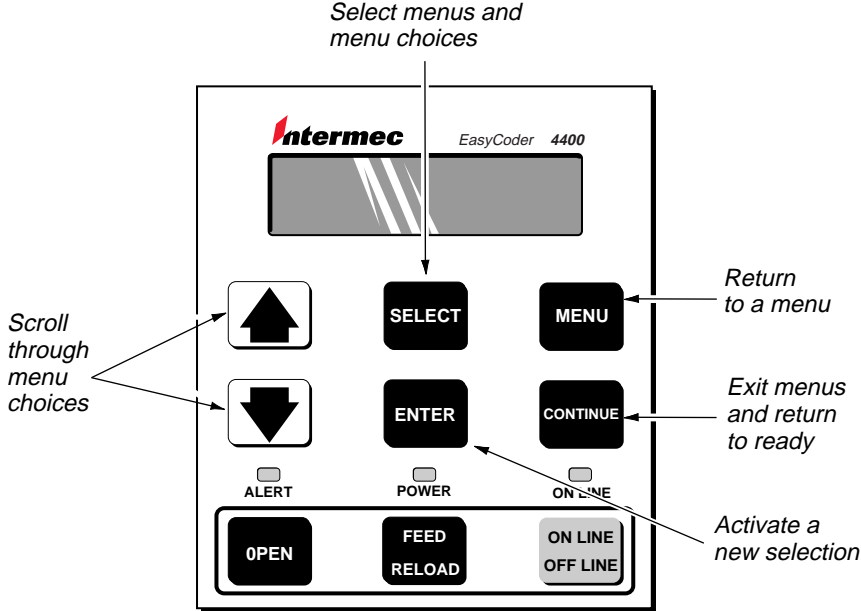 Select menus and
menu choices
Intermec
EasyCoder 4400
SELECT
MENU
Return
to a menu
Scroll
through
menu
choices
ENTER
CONTINUE
Exit menus
and return
to ready
ALERT
POWER
ON LINE
Activate a
new selection
0PEN
FEED
RELOAD
ON LINE
OFF LINE